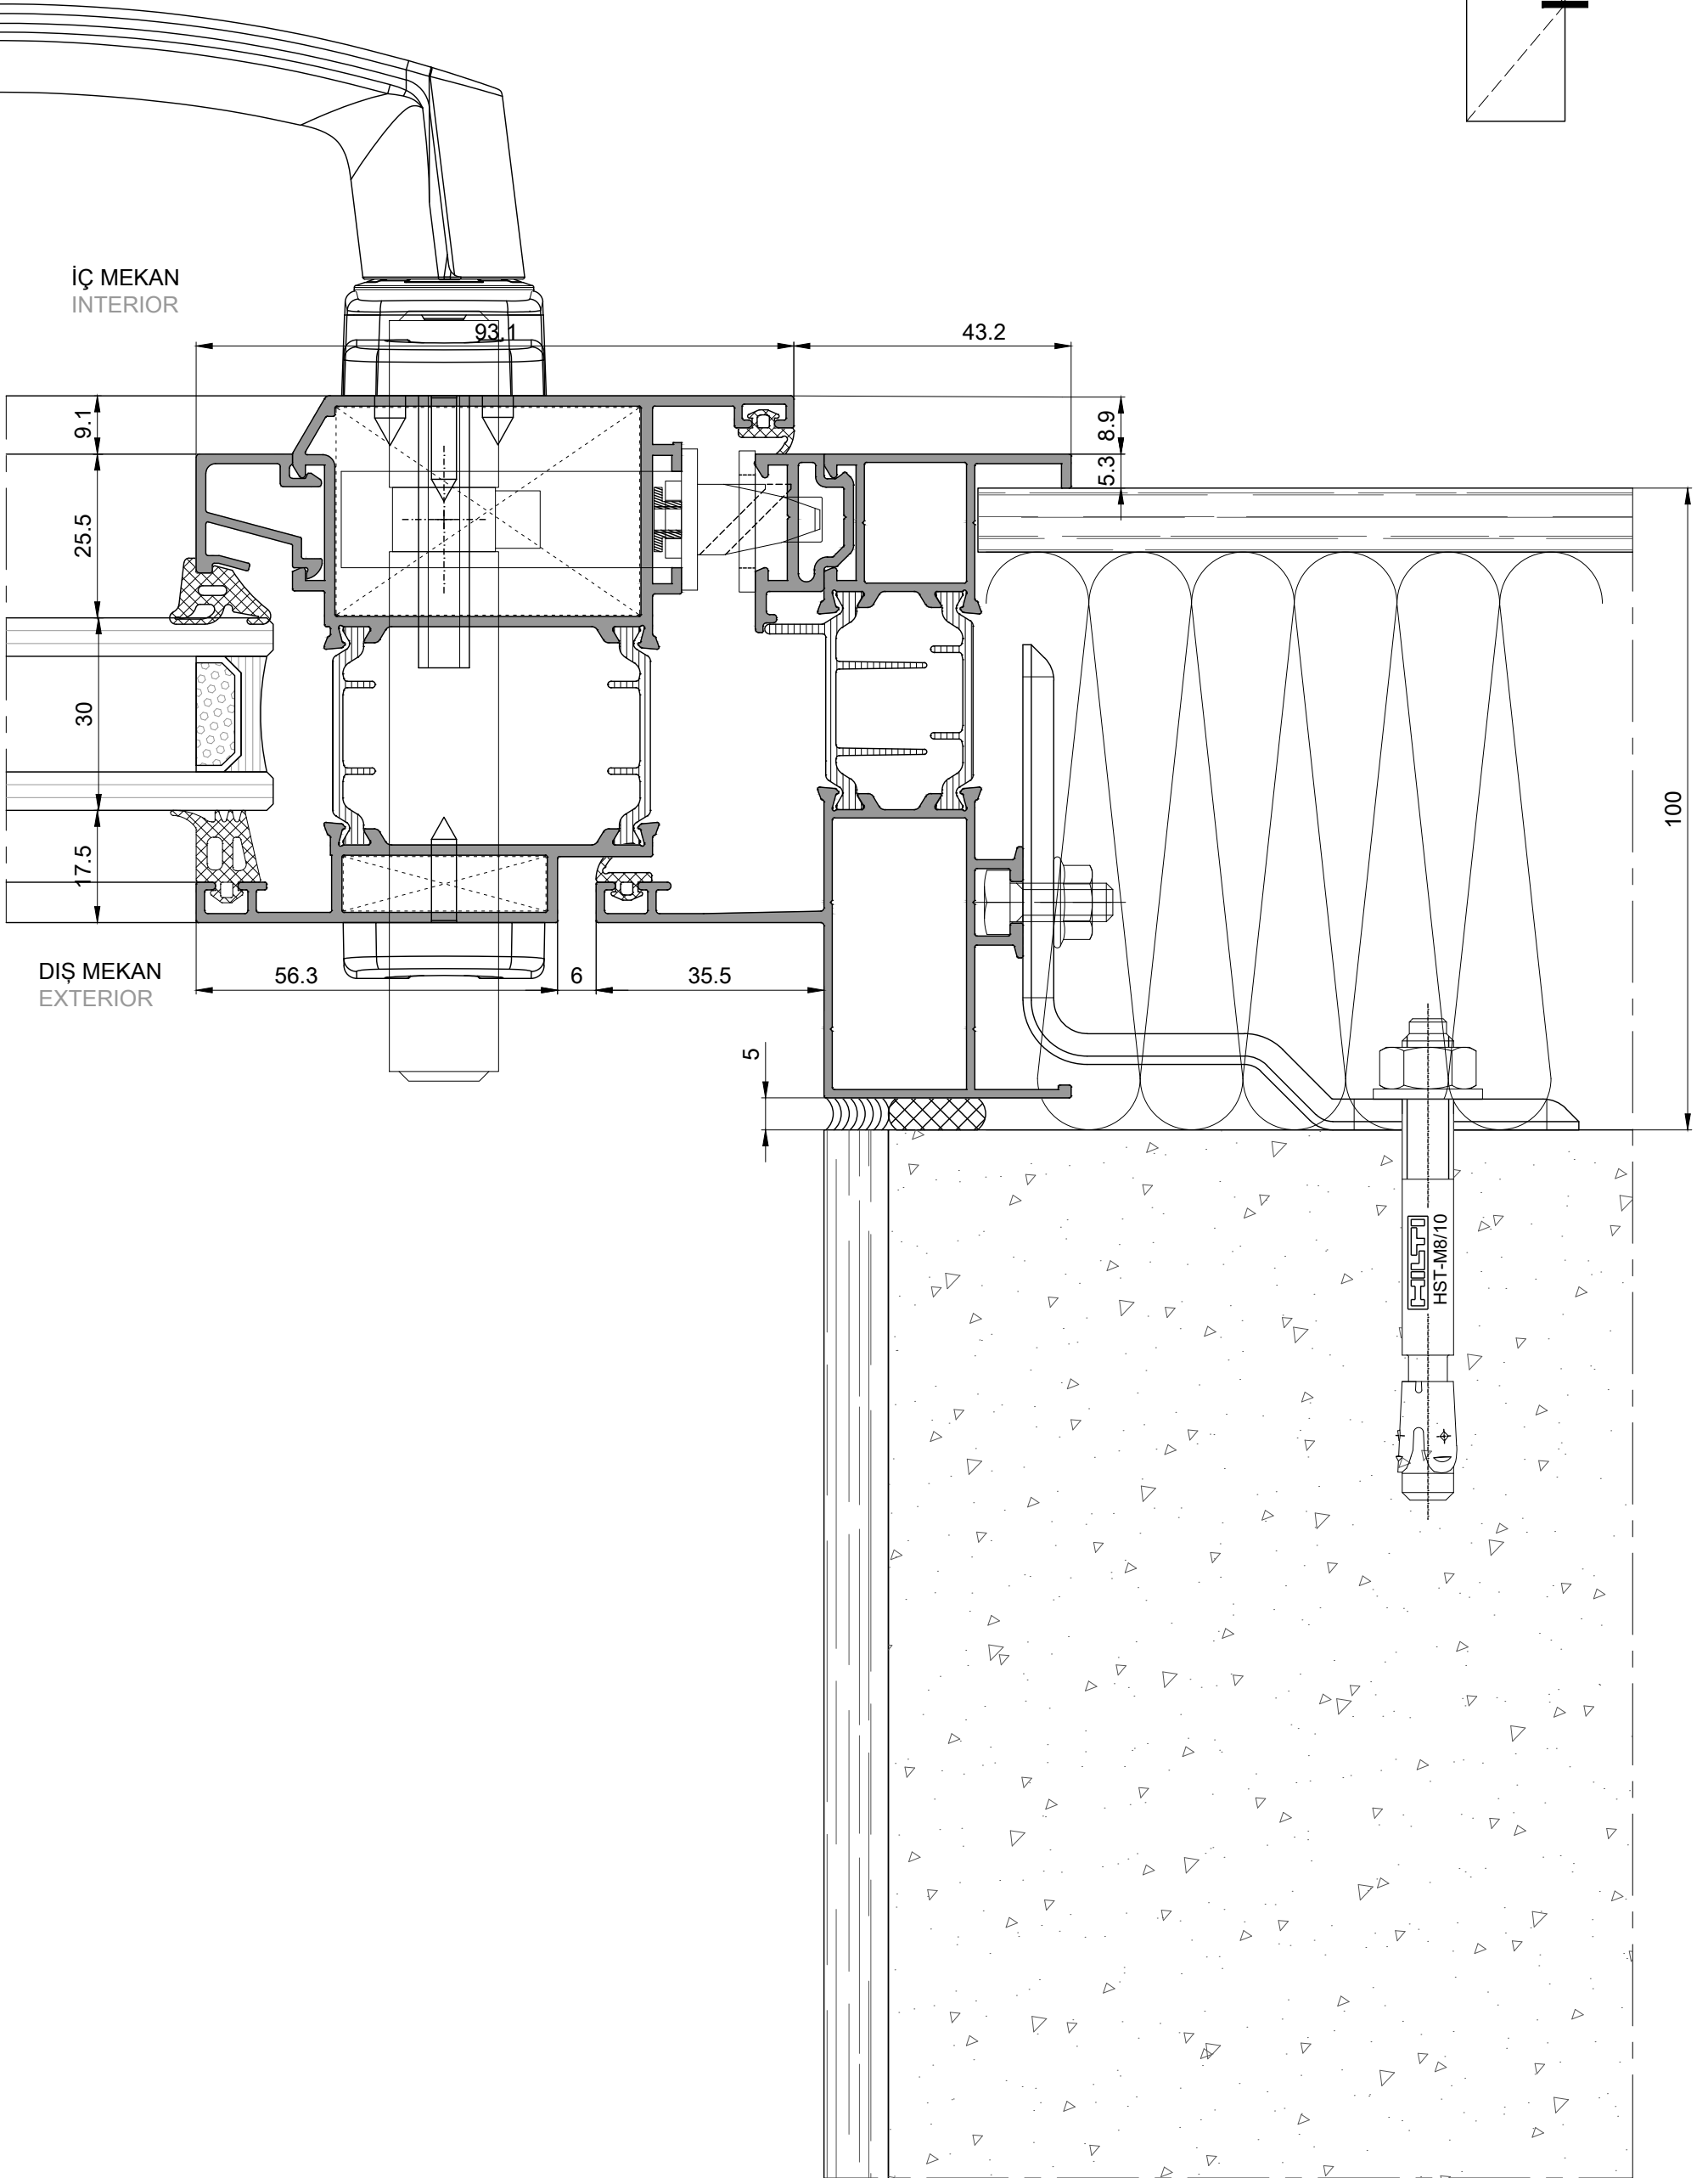 İÇ MEKAN
INTERIOR
93.1
43.2
9.1
8.9
5.3
25.5
30
17.5
100
DIŞ MEKAN
EXTERIOR
56.3
6
35.5
5
HILTI
HST-M8/10